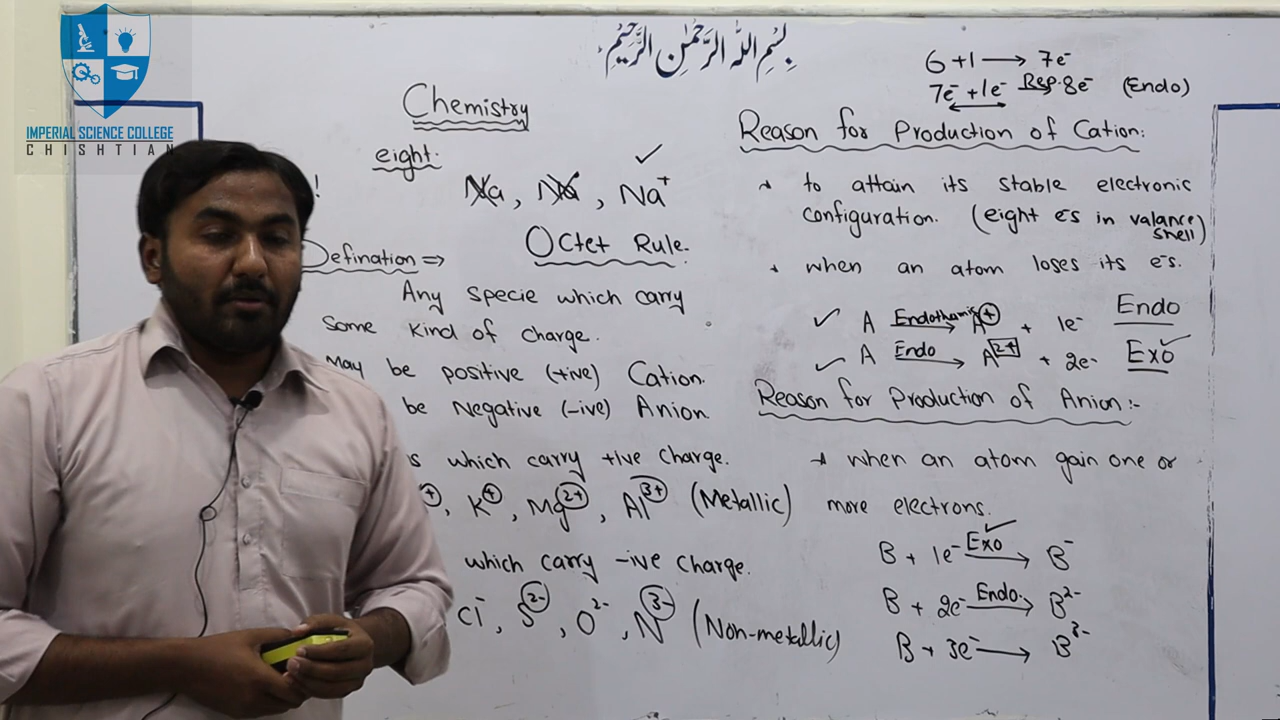 IMPERIAL SCIENCE COLLEGE
CHISHTIAN
بِسْمِ اللّٰهِ الرَّحْمٰنِ الرَّحِيْمِ
Chemistry
eight:
!
Na, Na, Na⁺
Octet Rule.
Defination ⇒
Any specie which carry
Some Kind of charge.
May be positive (+ive) Cation.
be Negative (-ive) Anion.
s which carry +ive charge.
⁺, K⁺, Mg²⁺, Al³⁺ (Metallic)
which carry -ive charge.
Cl⁻, S²⁻, O²⁻, N³⁻ (Non-metallic)
6 + 1 → 7e⁻
7e⁻ + 1e⁻ Rep. 8e⁻ (Endo)
Reason for Production of Cation:
to attain its stable electronic
configuration. (eight e⁻s in valance
shell)
when an atom loses its e⁻s.
A Endothamic → A⁺ + 1e⁻ Endo
A Endo → A²⁺ + 2e⁻ Exo
Reason for Production of Anion:-
when an atom gain one or
more electrons.
B + 1e⁻ Exo → B⁻
B + 2e⁻ Endo. → B²⁻
B + 3e⁻ → B³⁻